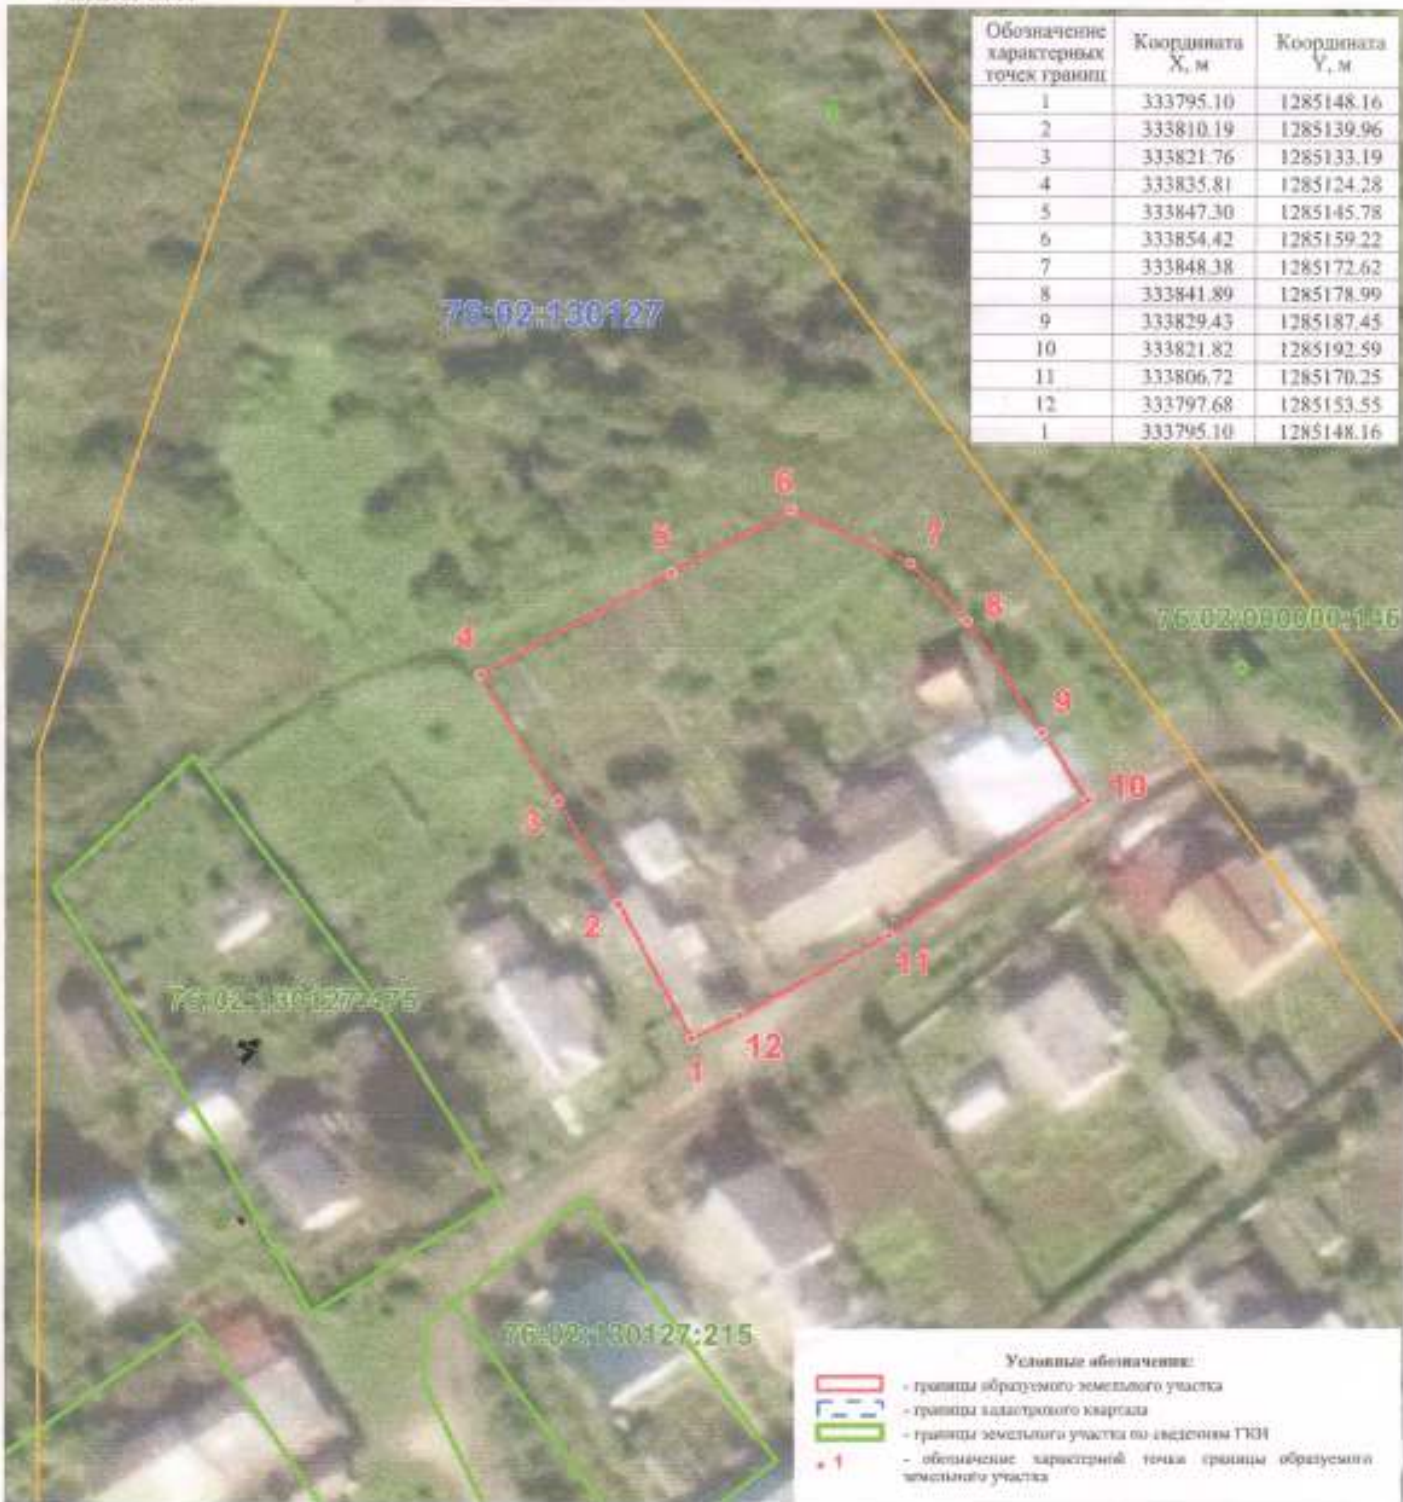 Обозначение характерных точек границ | Координата X, м | Координата Y, м
1 | 333795.10 | 1285148.16
2 | 333810.19 | 1285139.96
3 | 333821.76 | 1285133.19
4 | 333835.81 | 1285124.28
5 | 333847.30 | 1285145.78
6 | 333854.42 | 1285159.22
7 | 333848.38 | 1285172.62
8 | 333841.89 | 1285178.99
9 | 333829.43 | 1285187.45
10 | 333821.82 | 1285192.59
11 | 333806.72 | 1285170.25
12 | 333797.68 | 1285153.55
1 | 333795.10 | 1285148.16
76:02:130127
6
5
7
8
4
76:02:000000:146
9
10
3
2
11
76:02:130127:475
12
1
76:02:130127:215
Условные обозначения:
- границы образуемого земельного участка
- границы кадастрового квартала
- границы земельного участка по сведениям ГКН
1 - обозначение характерной точки границы образуемого
земельного участка